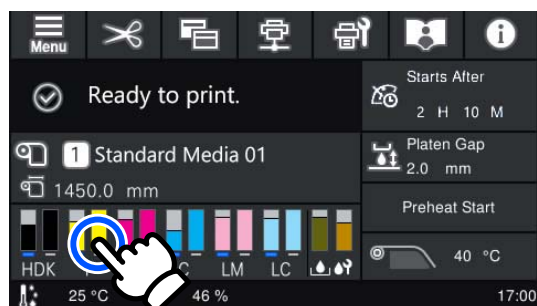 Menu
Ready to print.
Starts After
2 H 10 M
1 Standard Media 01
Platen Gap
2.0 mm
1450.0 mm
Preheat Start
HDK
C LM LC
40 °C
25 °C 46 %
17:00